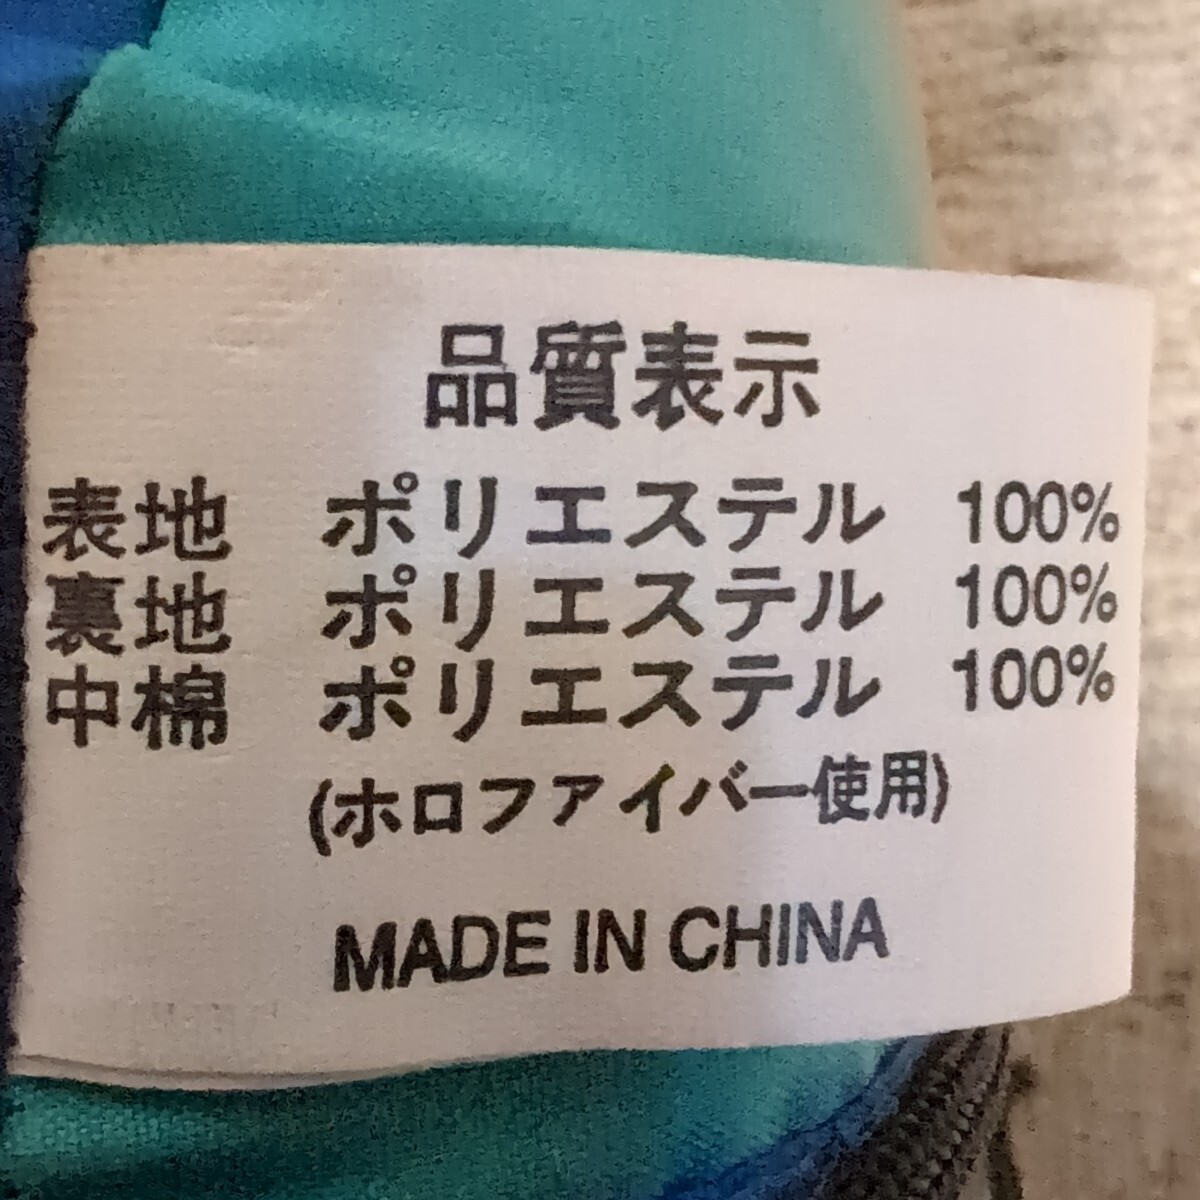 品質表示
表地 ポリエステル 100%
裏地 ポリエステル 100%
中棉 ポリエステル 100%
(ホロファイバー使用)
MADE IN CHINA